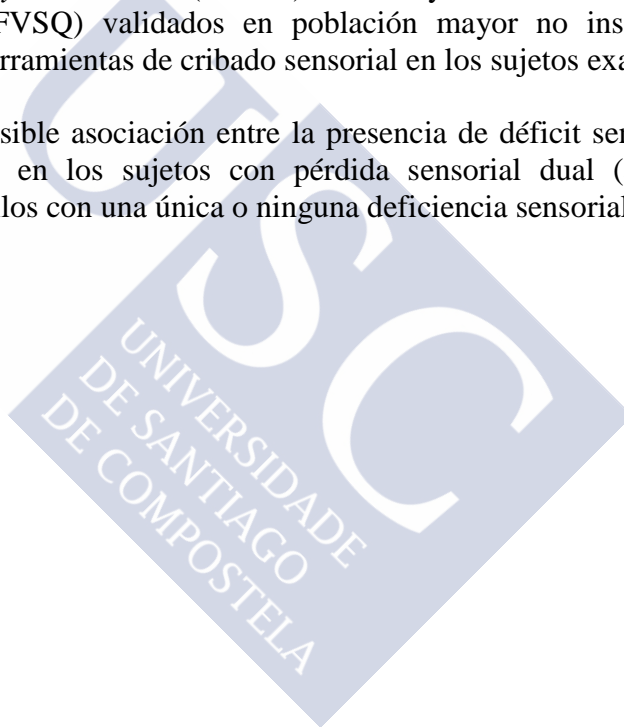 FVSQ) validados en población mayor no ins
rramientas de cribado sensorial en los sujetos exa
sible asociación entre la presencia de déficit ser
en los sujetos con pérdida sensorial dual (
los con una única o ninguna deficiencia sensorial
USC
UNIVERSIDADE
DE SANTIAGO
DE COMPOSTELA